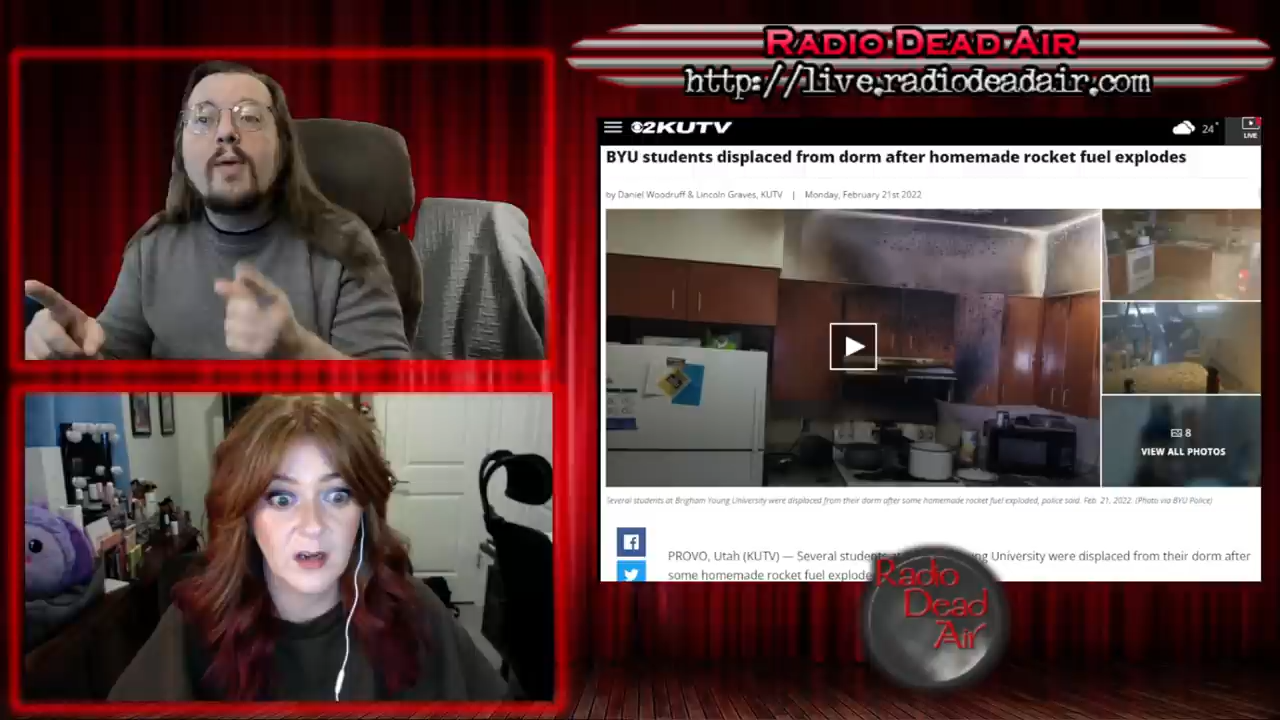 Radio Dead Air
http://live.radiodeadair.com
2KUTV
24°
LIVE
BYU students displaced from dorm after homemade rocket fuel explodes
by Daniel Woodruff & Lincoln Graves, KUTV | Monday, February 21st 2022
8
VIEW ALL PHOTOS
Several students at Brigham Young University were displaced from their dorm after some homemade rocket fuel exploded, police said. Feb. 21, 2022. (Photo via BYU Police)
PROVO, Utah (KUTV) — Several students University were displaced from their dorm after
some homemade rocket fuel explode
Radio
Dead
Air